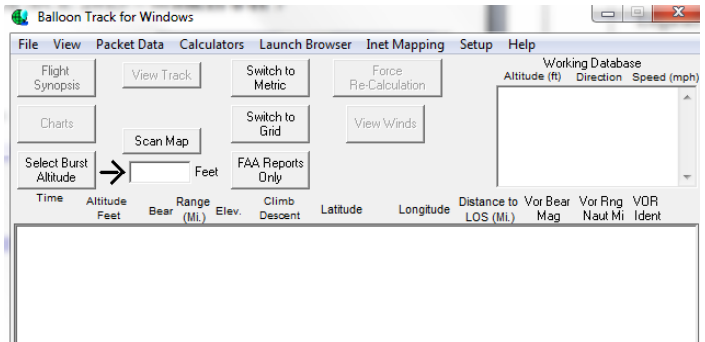 Balloon Track for Windows
File View Packet Data Calculators Launch Browser Inet Mapping Setup Help
Flight
Synopsis
View Track
Switch to
Metric
Force
Re-Calculation
Working Database
Altitude (ft) Direction Speed (mph)
Charts
Scan Map
Switch to
Grid
View Winds
Select Burst
Altitude
Feet
FAA Reports
Only
Time Altitude Feet Bear Range (Mi.) Elev. Climb Descent Latitude Longitude Distance to LOS (Mi.) Vor Bear Mag Vor Rng Naut Mi VOR Ident